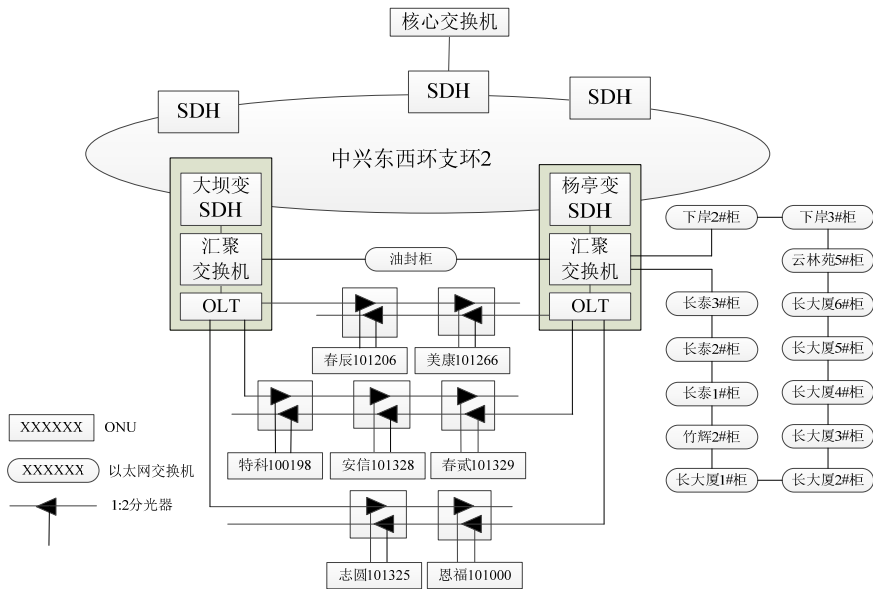 核心交换机
SDH
SDH
SDH
中兴东西环支环2
大坝变
SDH
汇聚
交换机
OLT
杨亭变
SDH
汇聚
交换机
OLT
油封柜
下岸2#柜
下岸3#柜
云林苑5#柜
长泰3#柜
长大厦6#柜
长泰2#柜
长大厦5#柜
长泰1#柜
长大厦4#柜
竹辉2#柜
长大厦3#柜
长大厦1#柜
长大厦2#柜
春辰101206
美康101266
特科100198
安信101328
春贰101329
志圆101325
恩福101000
XXXXXX
ONU
XXXXXX
以太网交换机
1:2分光器